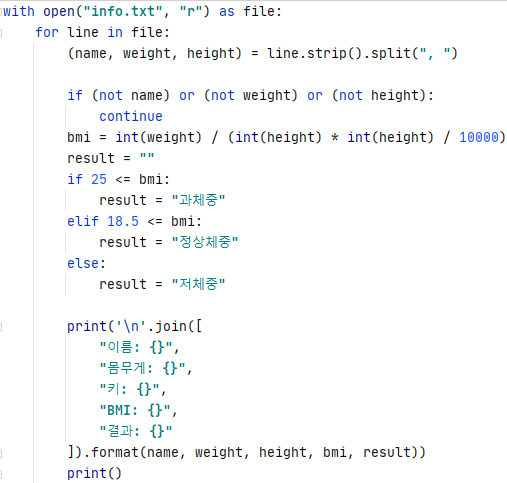 with open("info.txt", "r") as file:
    for line in file:
        (name, weight, height) = line.strip().split(", ")

        if (not name) or (not weight) or (not height):
            continue
        bmi = int(weight) / (int(height) * int(height) / 10000)
        result = ""
        if 25 <= bmi:
            result = "과체중"
        elif 18.5 <= bmi:
            result = "정상체중"
        else:
            result = "저체중"

        print('\n'.join([
            "이름: {}",
            "몸무게: {}",
            "키: {}",
            "BMI: {}",
            "결과: {}"
        ]).format(name, weight, height, bmi, result))
        print()